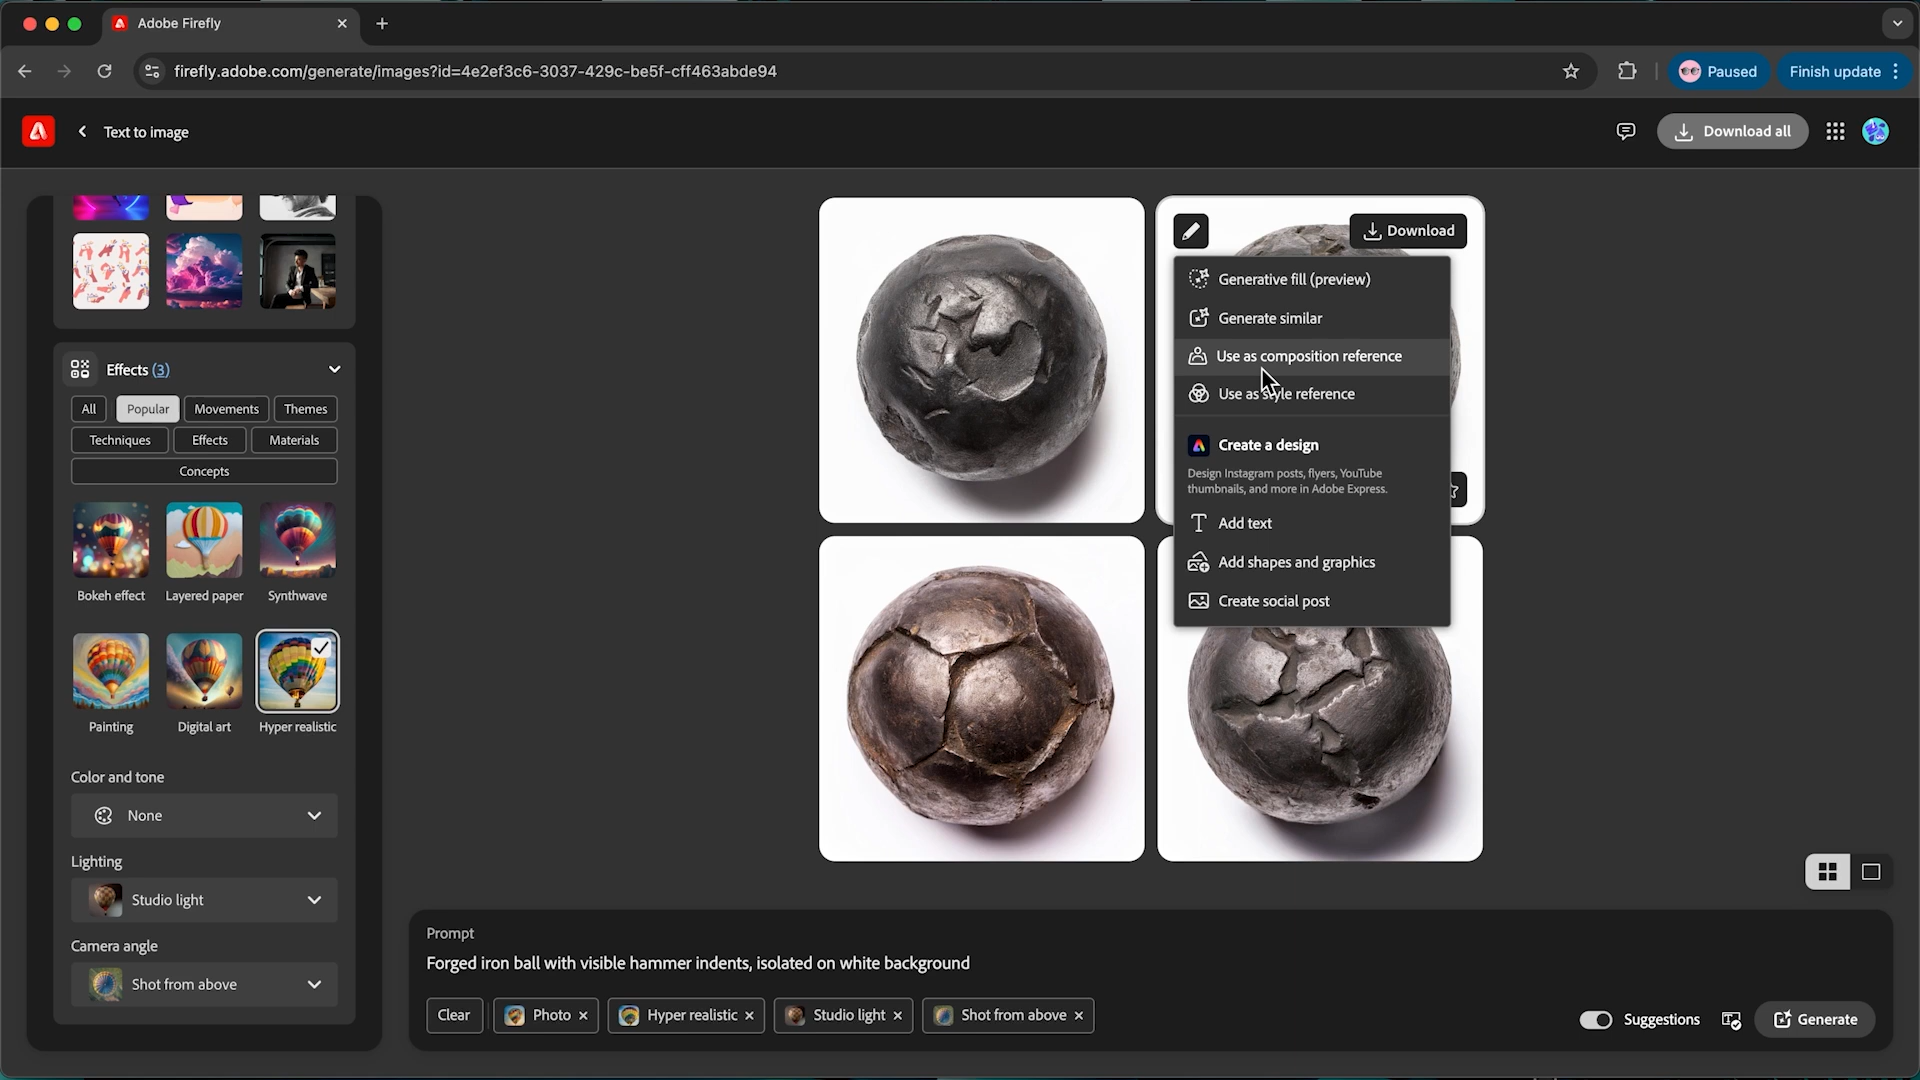 Adobe Firefly
firefly.adobe.com/generate/images?id=4e2ef3c6-3037-429c-be5f-cff463abde94
Paused
Finish update
Text to image
Download all
Effects (3)
All
Popular
Movements
Themes
Techniques
Effects
Materials
Concepts
Bokeh effect
Layered paper
Synthwave
Painting
Digital art
Hyper realistic
Color and tone
None
Lighting
Studio light
Camera angle
Shot from above
Download
Generative fill (preview)
Generate similar
Use as composition reference
Use as style reference
Create a design
Design Instagram posts, flyers, YouTube
thumbnails, and more in Adobe Express.
Add text
Add shapes and graphics
Create social post
Prompt
Forged iron ball with visible hammer indents, isolated on white background
Clear
Photo
Hyper realistic
Studio light
Shot from above
Suggestions
Generate